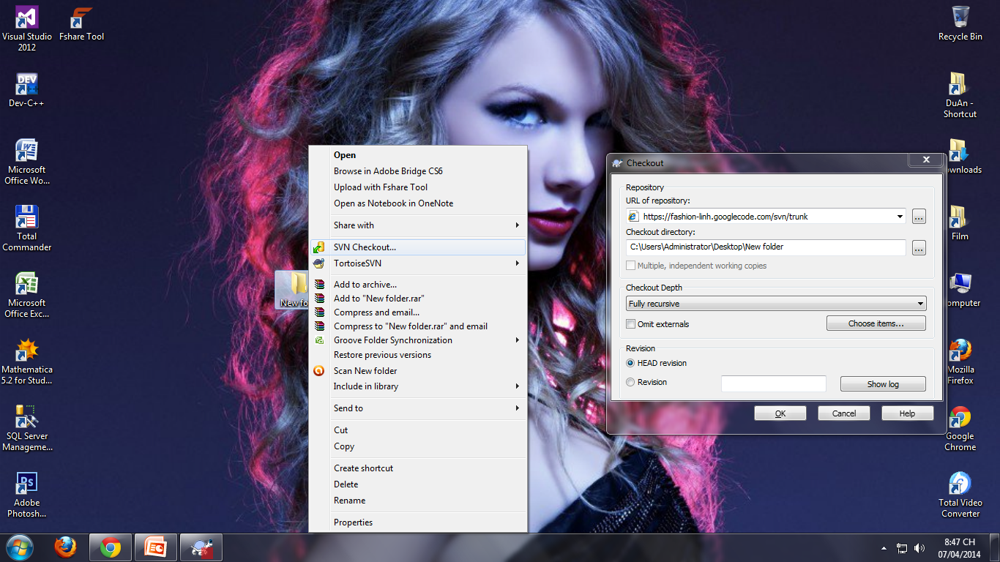 Visual Studio
2012
Fshare Tool
Dev-C++
Microsoft
Office Wo...
Total
Commander
Microsoft
Office Exc...
Mathematica
5.2 for Stud...
SQL Server
Manageme...
Adobe
Photosh...
New fo
Open
Browse in Adobe Bridge CS6
Upload with Fshare Tool
Open as Notebook in OneNote
Share with
SVN Checkout...
TortoiseSVN
Add to archive...
Add to "New folder.rar"
Compress and email...
Compress to "New folder.rar" and email
Groove Folder Synchronization
Restore previous versions
Scan New folder
Include in library
Send to
Cut
Copy
Create shortcut
Delete
Rename
Properties
Checkout
Repository
URL of repository:
https://fashion-linh.googlecode.com/svn/trunk
...
Checkout directory:
C:\Users\Administrator\Desktop\New folder
...
Multiple, independent working copies
Checkout Depth
Fully recursive
Omit externals
Choose items...
Revision
HEAD revision
Revision
Show log
OK
Cancel
Help
Recycle Bin
DuAn -
Shortcut
wnloads
Film
omputer
Mozilla
Firefox
Google
Chrome
Total Video
Converter
DEV
Ps
8:47 CH
07/04/2014